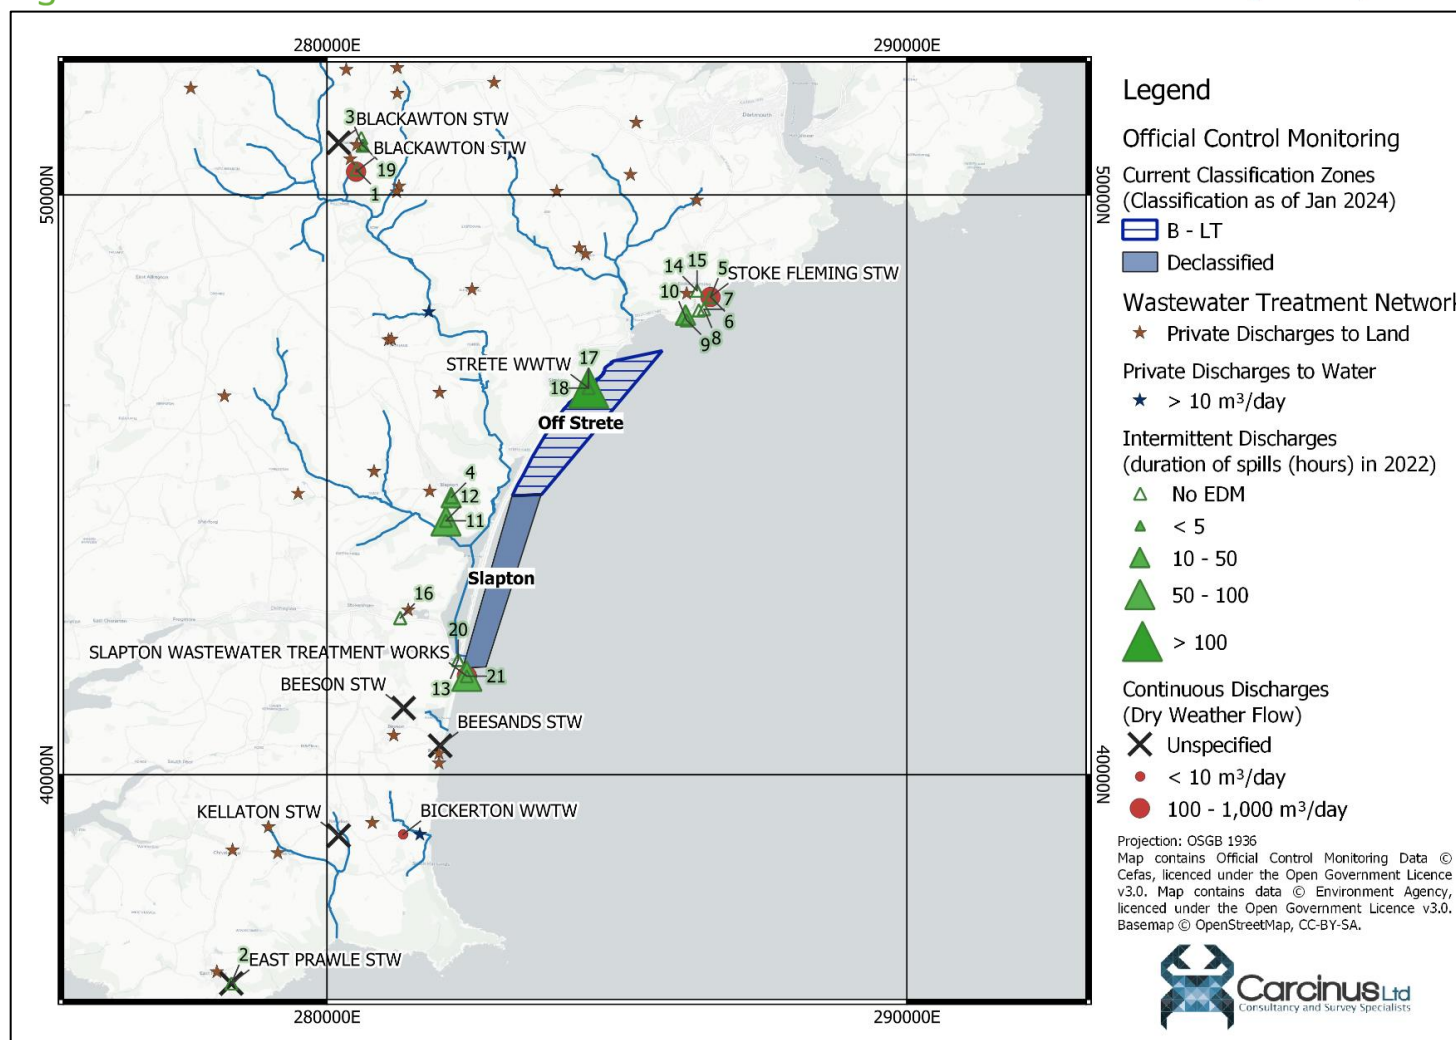 280000E
290000E
50000N
50000N
40000N
40000N
3
BLACKAWTON STW
BLACKAWTON STW
19
1
14
15
5
STOKE FLEMING STW
10
7
6
8
9
17
STRETE WWTW
18
Off Strete
4
12
11
Slapton
16
20
SLAPTON WASTEWATER TREATMENT WORKS
13
21
BEESON STW
BEESANDS STW
KELLATON STW
BICKERTON WWTW
2
EAST PRAWLE STW
280000E
290000E
Legend
Official Control Monitoring
Current Classification Zones
(Classification as of Jan 2024)
B - LT
Declassified
Wastewater Treatment Network
Private Discharges to Land
Private Discharges to Water
> 10 m³/day
Intermittent Discharges
(duration of spills (hours) in 2022)
No EDM
< 5
10 - 50
50 - 100
> 100
Continuous Discharges
(Dry Weather Flow)
Unspecified
< 10 m³/day
100 - 1,000 m³/day
Projection: OSGB 1936
Map contains Official Control Monitoring Data ©
Cefas, licenced under the Open Government Licence
v3.0. Map contains data © Environment Agency,
licenced under the Open Government Licence v3.0.
Basemap © OpenStreetMap, CC-BY-SA.
Carcinus Ltd
Consultancy and Survey Specialists